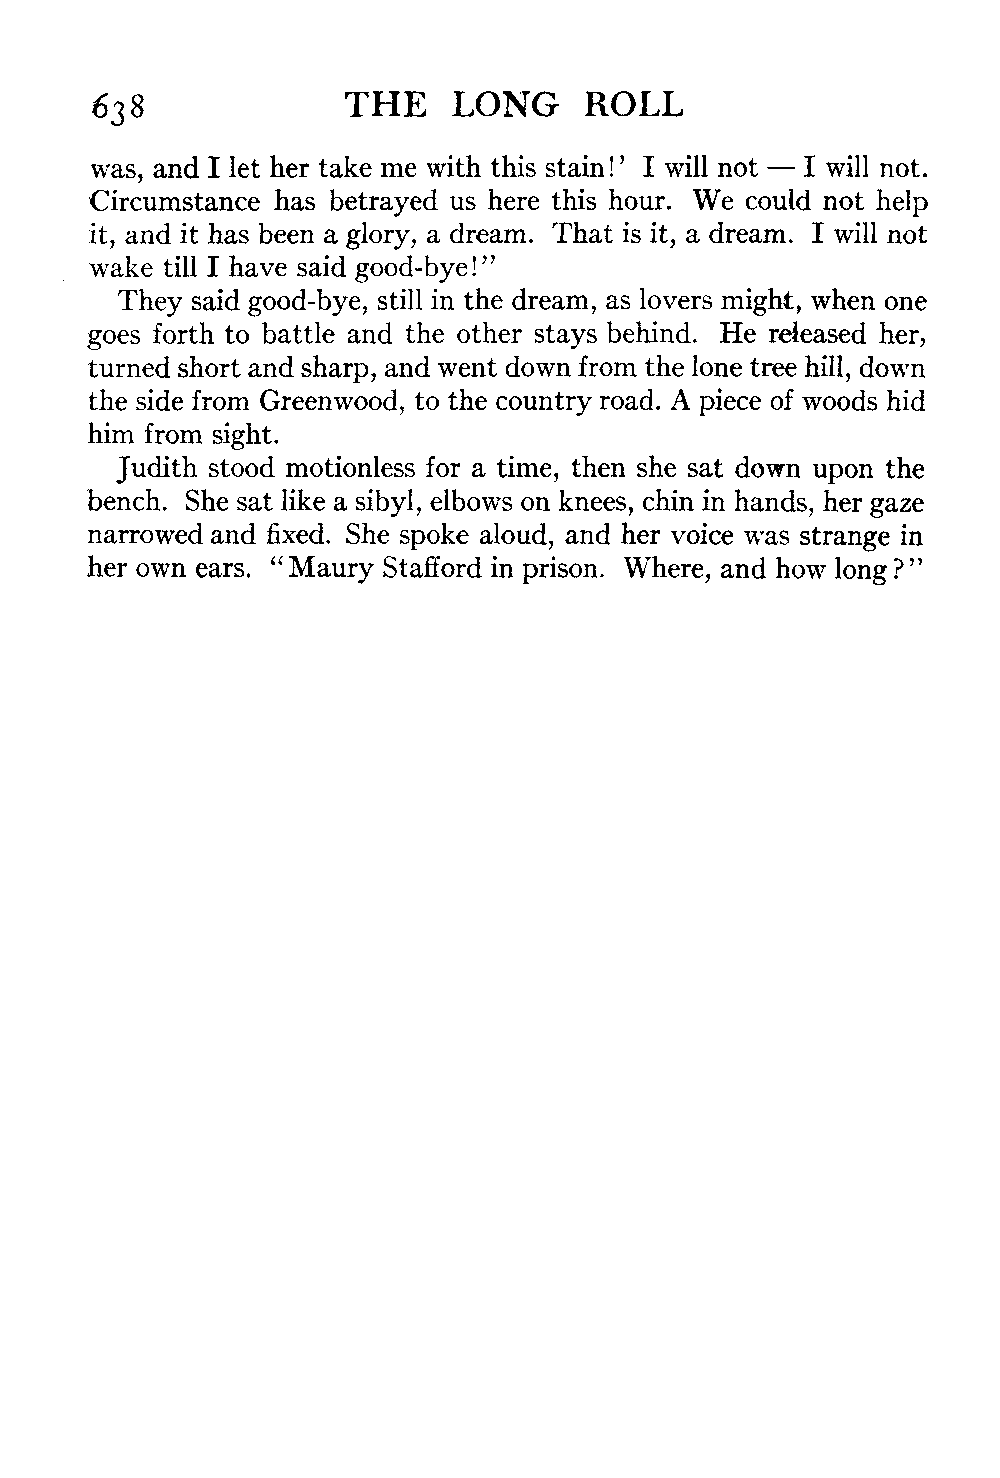 638 THE LONG ROLL
was, and I let her take me with this stain!’ I will not — I will not.
Circumstance has betrayed us here this hour. We could not help
it, and it has been a glory, a dream. That is it, a dream. I will not
wake till I have said good-bye!”
They said good-bye, still in the dream, as lovers might, when one
goes forth to battle and the other stays behind. He released her,
turned short and sharp, and went down from the lone tree hill, down
the side from Greenwood, to the country road. A piece of woods hid
him from sight.
Judith stood motionless for a time, then she sat down upon the
bench. She sat like a sibyl, elbows on knees, chin in hands, her gaze
narrowed and fixed. She spoke aloud, and her voice was strange in
her own ears. “Maury Stafford in prison. Where, and how long?”